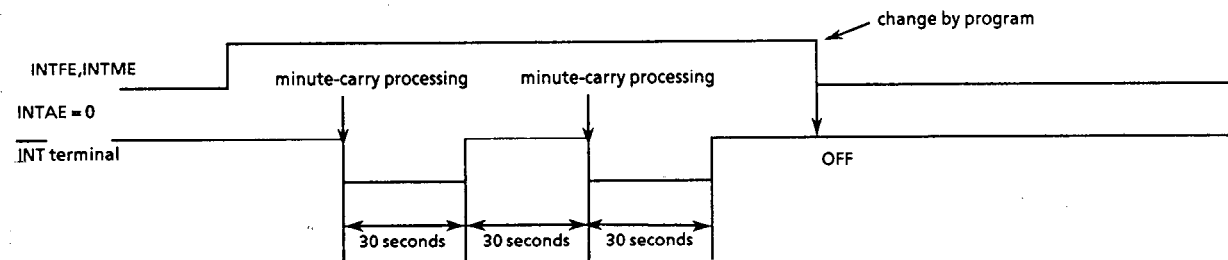 change by program
INTFE,INTME
minute-carry processing
minute-carry processing
INTAE = 0
INT terminal
OFF
30 seconds
30 seconds
30 seconds